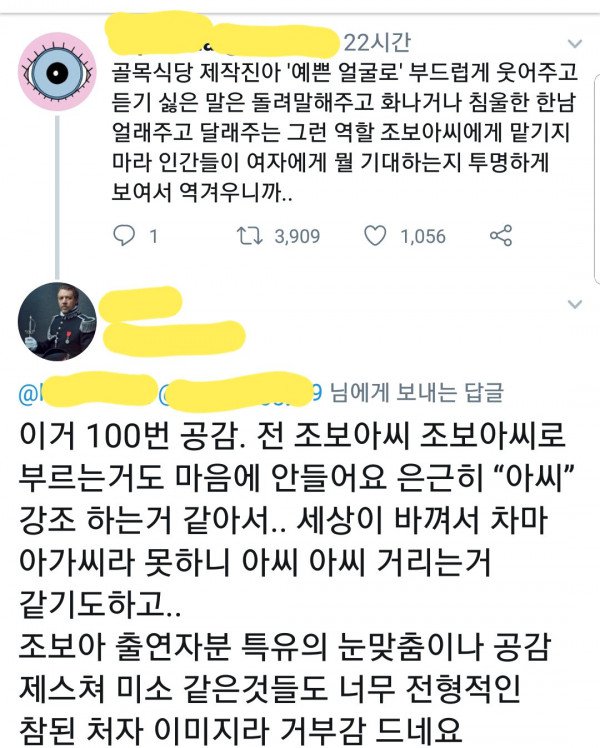 22시간
골목식당 제작진아 '예쁜 얼굴로' 부드럽게 웃어주고
듣기 싫은 말은 돌려말해주고 화나거나 침울한 한남
얼래주고 달래주는 그런 역할 조보아씨에게 맡기지
마라 인간들이 여자에게 뭘 기대하는지 투명하게
보여서 역겨우니까..
1 3,909 1,056
@ 9 님에게 보내는 답글
이거 100번 공감. 전 조보아씨 조보아씨로
부르는거도 마음에 안들어요 은근히 “아씨”
강조 하는거 같아서.. 세상이 바껴서 차마
아가씨라 못하니 아씨 아씨 거리는거
같기도하고..
조보아 출연자분 특유의 눈맞춤이나 공감
제스쳐 미소 같은것들도 너무 전형적인
참된 처자 이미지라 거부감 드네요